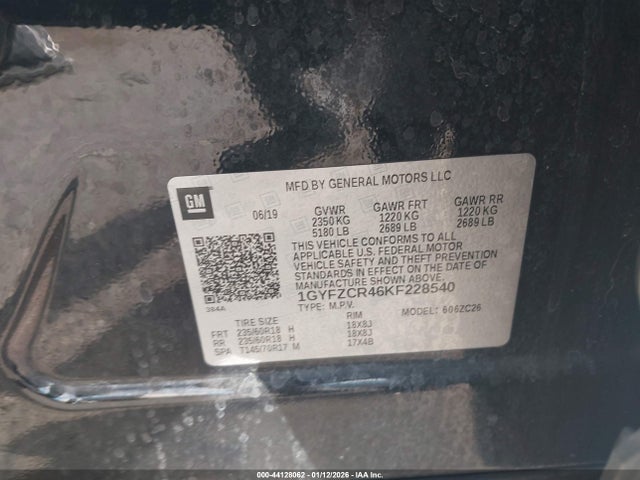 MFD BY GENERAL MOTORS LLC
GM
06/19
GVWR GAWR FRT GAWR RR
2350 KG 1220 KG 1220 KG
5180 LB 2689 LB 2689 LB
THIS VEHICLE CONFORMS TO ALL
APPLICABLE U.S. FEDERAL MOTOR
VEHICLE SAFETY, BUMPER, AND THEFT PREVENTION
STANDARDS IN EFFECT ON THE DATE OF
MANUFACTURE SHOWN ABOVE.
1GYFZCR46KF228540
384A
TYPE: M.P.V. MODEL: 6062C26
TIRE SIZE RIM
FRT 235/60R18 H 18X8J
RR 235/60R18 H 18X8J
SPA T145/70R17 M 17X4B
000-44128062 - 01/12/2026 - IAA Inc.